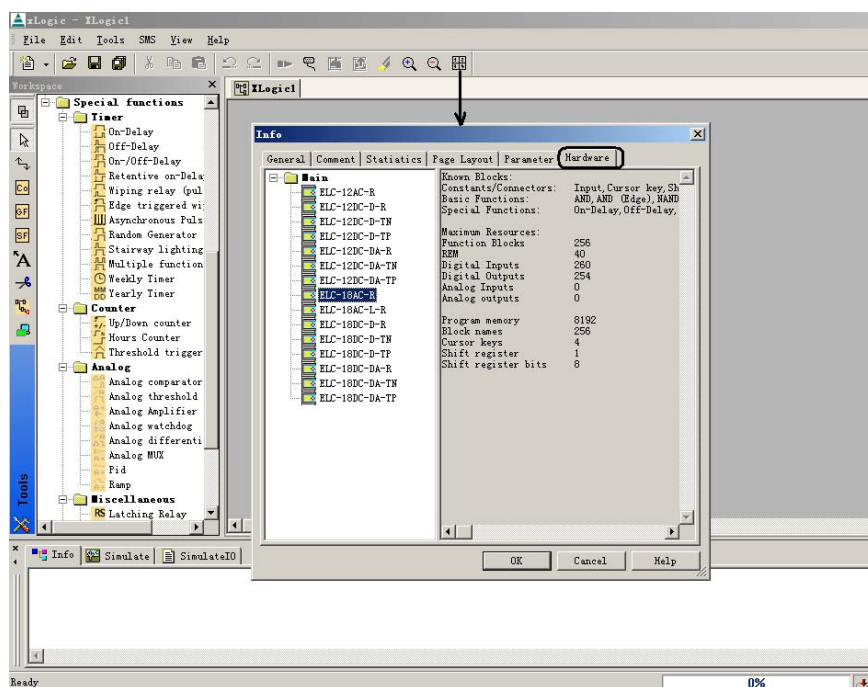 xLogic - XLogic1
File Edit Tools SMS View Help
Workspace
XLogic1
Special functions
Timer
On-Delay
Off-Delay
On-/Off-Delay
Retentive on-Dela
Wiping relay (pul
Edge triggered wi
Asynchronous Puls
Random Generator
Stairway lighting
Multiple function
Weekly Timer
MM DD Yearly Timer
Counter
Up/Down counter
Hours Counter
Threshold trigger
Analog
Analog comparator
Analog threshold
Analog Amplifier
Analog watchdog
Analog differenti
Analog MUX
Pid
Ramp
Miscellaneous
RS Latching Relay
Co
GF
SF
A
Tools
Info
General Comment Statistics Page Layout Parameter Hardware
Main
ELC-12AC-R
ELC-12DC-D-R
ELC-12DC-D-TN
ELC-12DC-D-TP
ELC-12DC-DA-R
ELC-12DC-DA-TN
ELC-12DC-DA-TP
ELC-18AC-R
ELC-18AC-L-R
ELC-18DC-D-R
ELC-18DC-D-TN
ELC-18DC-D-TP
ELC-18DC-DA-R
ELC-18DC-DA-TN
ELC-18DC-DA-TP
Known Blocks:
Constants/Connectors: Input,Cursor key,Sh
Basic Functions: AND,AND (Edge),NAND
Special Functions: On-Delay,Off-Delay,
Maximum Resources:
Function Blocks 256
REM 40
Digital Inputs 260
Digital Outputs 254
Analog Inputs 0
Analog outputs 0
Program memory 8192
Block names 256
Cursor keys 4
Shift register 1
Shift register bits 8
OK Cancel Help
Info Simulate SimulateIO
Ready 0%